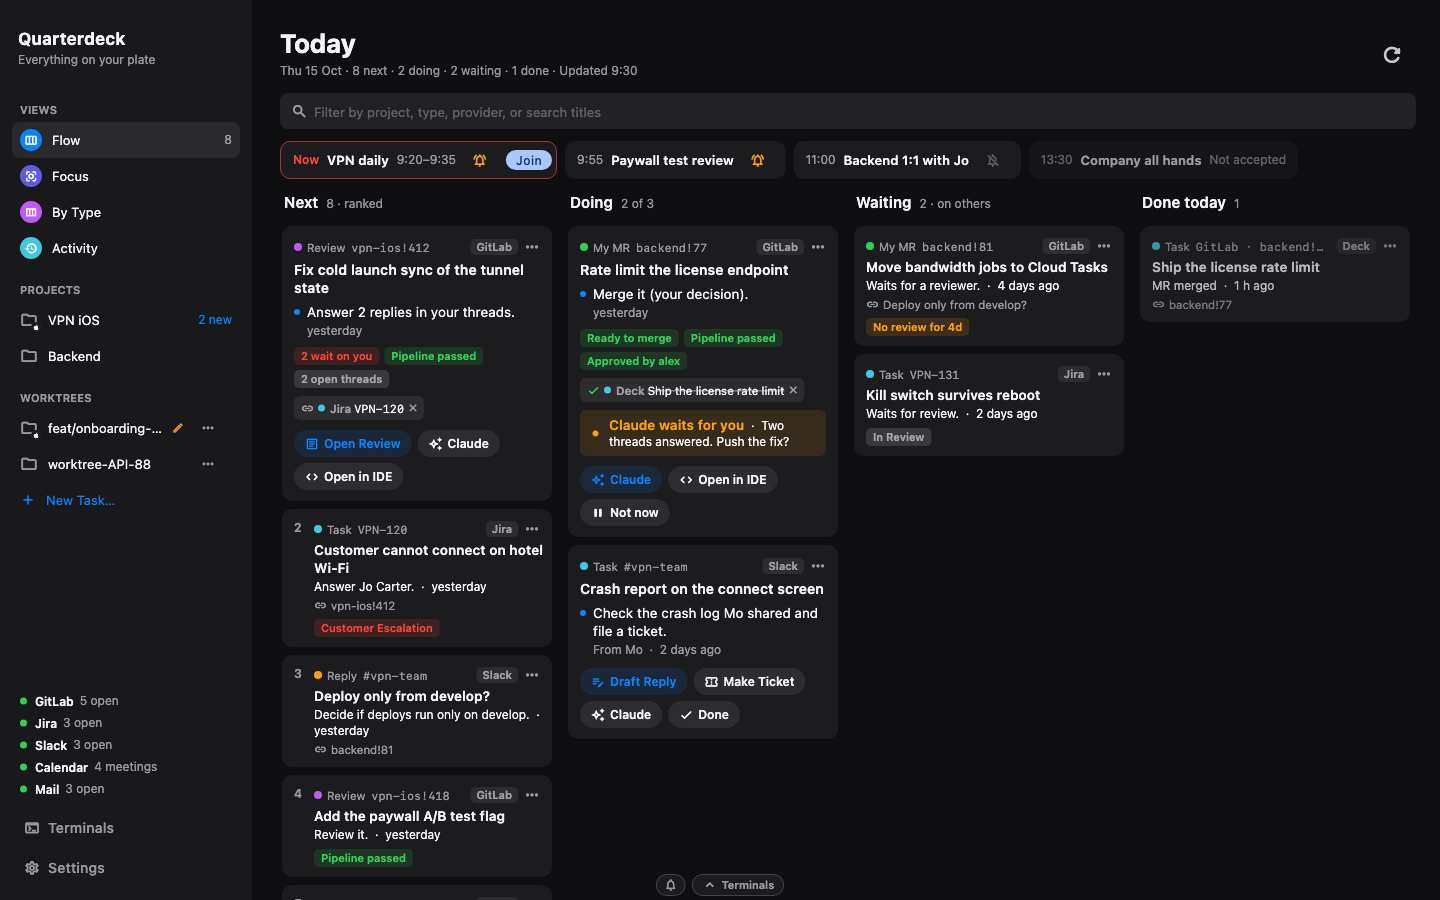 Quarterdeck
Everything on your plate
VIEWS
Flow 8
Focus
By Type
Activity
PROJECTS
VPN iOS 2 new
Backend
WORKTREES
feat/onboarding-...
worktree-API-88
New Task...
GitLab 5 open
Jira 3 open
Slack 3 open
Calendar 4 meetings
Mail 3 open
Terminals
Settings
Today
Thu 15 Oct · 8 next · 2 doing · 2 waiting · 1 done · Updated 9:30
Filter by project, type, provider, or search titles
Now VPN daily 9:20–9:35 Join
9:55 Paywall test review
11:00 Backend 1:1 with Jo
13:30 Company all hands Not accepted
Next 8 · ranked
Review vpn-ios!412 GitLab
Fix cold launch sync of the tunnel
state
Answer 2 replies in your threads.
yesterday
2 wait on you Pipeline passed
2 open threads
Jira VPN-120
Open Review Claude
Open in IDE
2 Task VPN-120 Jira
Customer cannot connect on hotel
Wi-Fi
Answer Jo Carter. · yesterday
vpn-ios!412
Customer Escalation
3 Reply #vpn-team Slack
Deploy only from develop?
Decide if deploys run only on develop. ·
yesterday
backend!81
4 Review vpn-ios!418 GitLab
Add the paywall A/B test flag
Review it. · yesterday
Pipeline passed
Doing 2 of 3
My MR backend!77 GitLab
Rate limit the license endpoint
Merge it (your decision).
yesterday
Ready to merge Pipeline passed
Approved by alex
Deck Ship the license rate limit
Claude waits for you · Two
threads answered. Push the fix?
Claude Open in IDE
Not now
Task #vpn-team Slack
Crash report on the connect screen
Check the crash log Mo shared and
file a ticket.
From Mo · 2 days ago
Draft Reply Make Ticket
Claude Done
Waiting 2 · on others
My MR backend!81 GitLab
Move bandwidth jobs to Cloud Tasks
Waits for a reviewer. · 4 days ago
Deploy only from develop?
No review for 4d
Task VPN-131 Jira
Kill switch survives reboot
Waits for review. · 2 days ago
In Review
Done today 1
Task GitLab · backend!… Deck
Ship the license rate limit
MR merged · 1 h ago
backend!77
Terminals